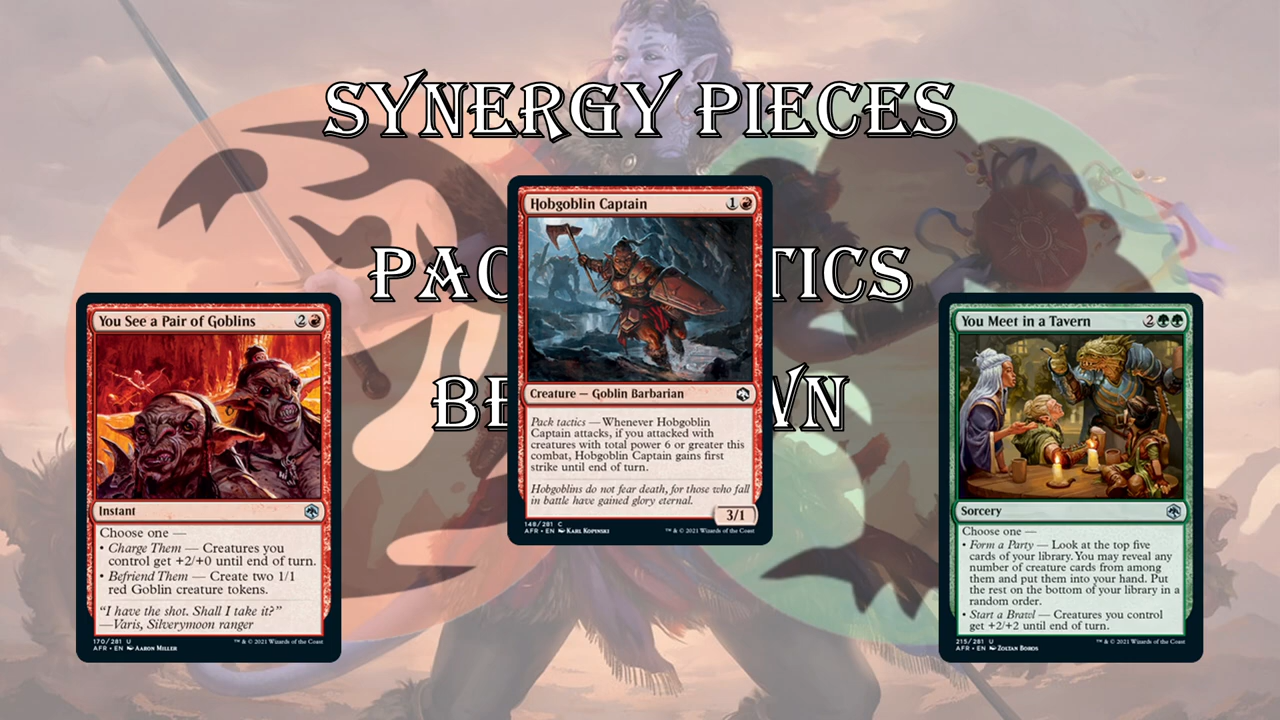 SYNERGY PIECES
PAC TICS
BE WN
Hobgoblin Captain 1
Creature — Goblin Barbarian
Pack tactics — Whenever Hobgoblin
Captain attacks, if you attacked with
creatures with total power 6 or greater this
combat, Hobgoblin Captain gains first
strike until end of turn.
Hobgoblins do not fear death, for those who fall
in battle have gained glory eternal.
3/1
148/281 C
AFR • EN KARL KOPINSKI ™ & © 2021 Wizards of the Coast
You See a Pair of Goblins 2
Instant
Choose one —
• Charge Them — Creatures you
control get +2/+0 until end of turn.
• Befriend Them — Create two 1/1
red Goblin creature tokens.
"I have the shot. Shall I take it?"
—Varis, Silverymoon ranger
170/281 U
AFR • EN AARON MILLER ™ & © 2021 Wizards of the Coast
You Meet in a Tavern 2
Sorcery
Choose one —
• Form a Party — Look at the top five
cards of your library. You may reveal any
number of creature cards from among
them and put them into your hand. Put
the rest on the bottom of your library in a
random order.
• Start a Brawl — Creatures you control
get +2/+2 until end of turn.
215/281 U
AFR • EN ZOLTAN BOROS ™ & © 2021 Wizards of the Coast